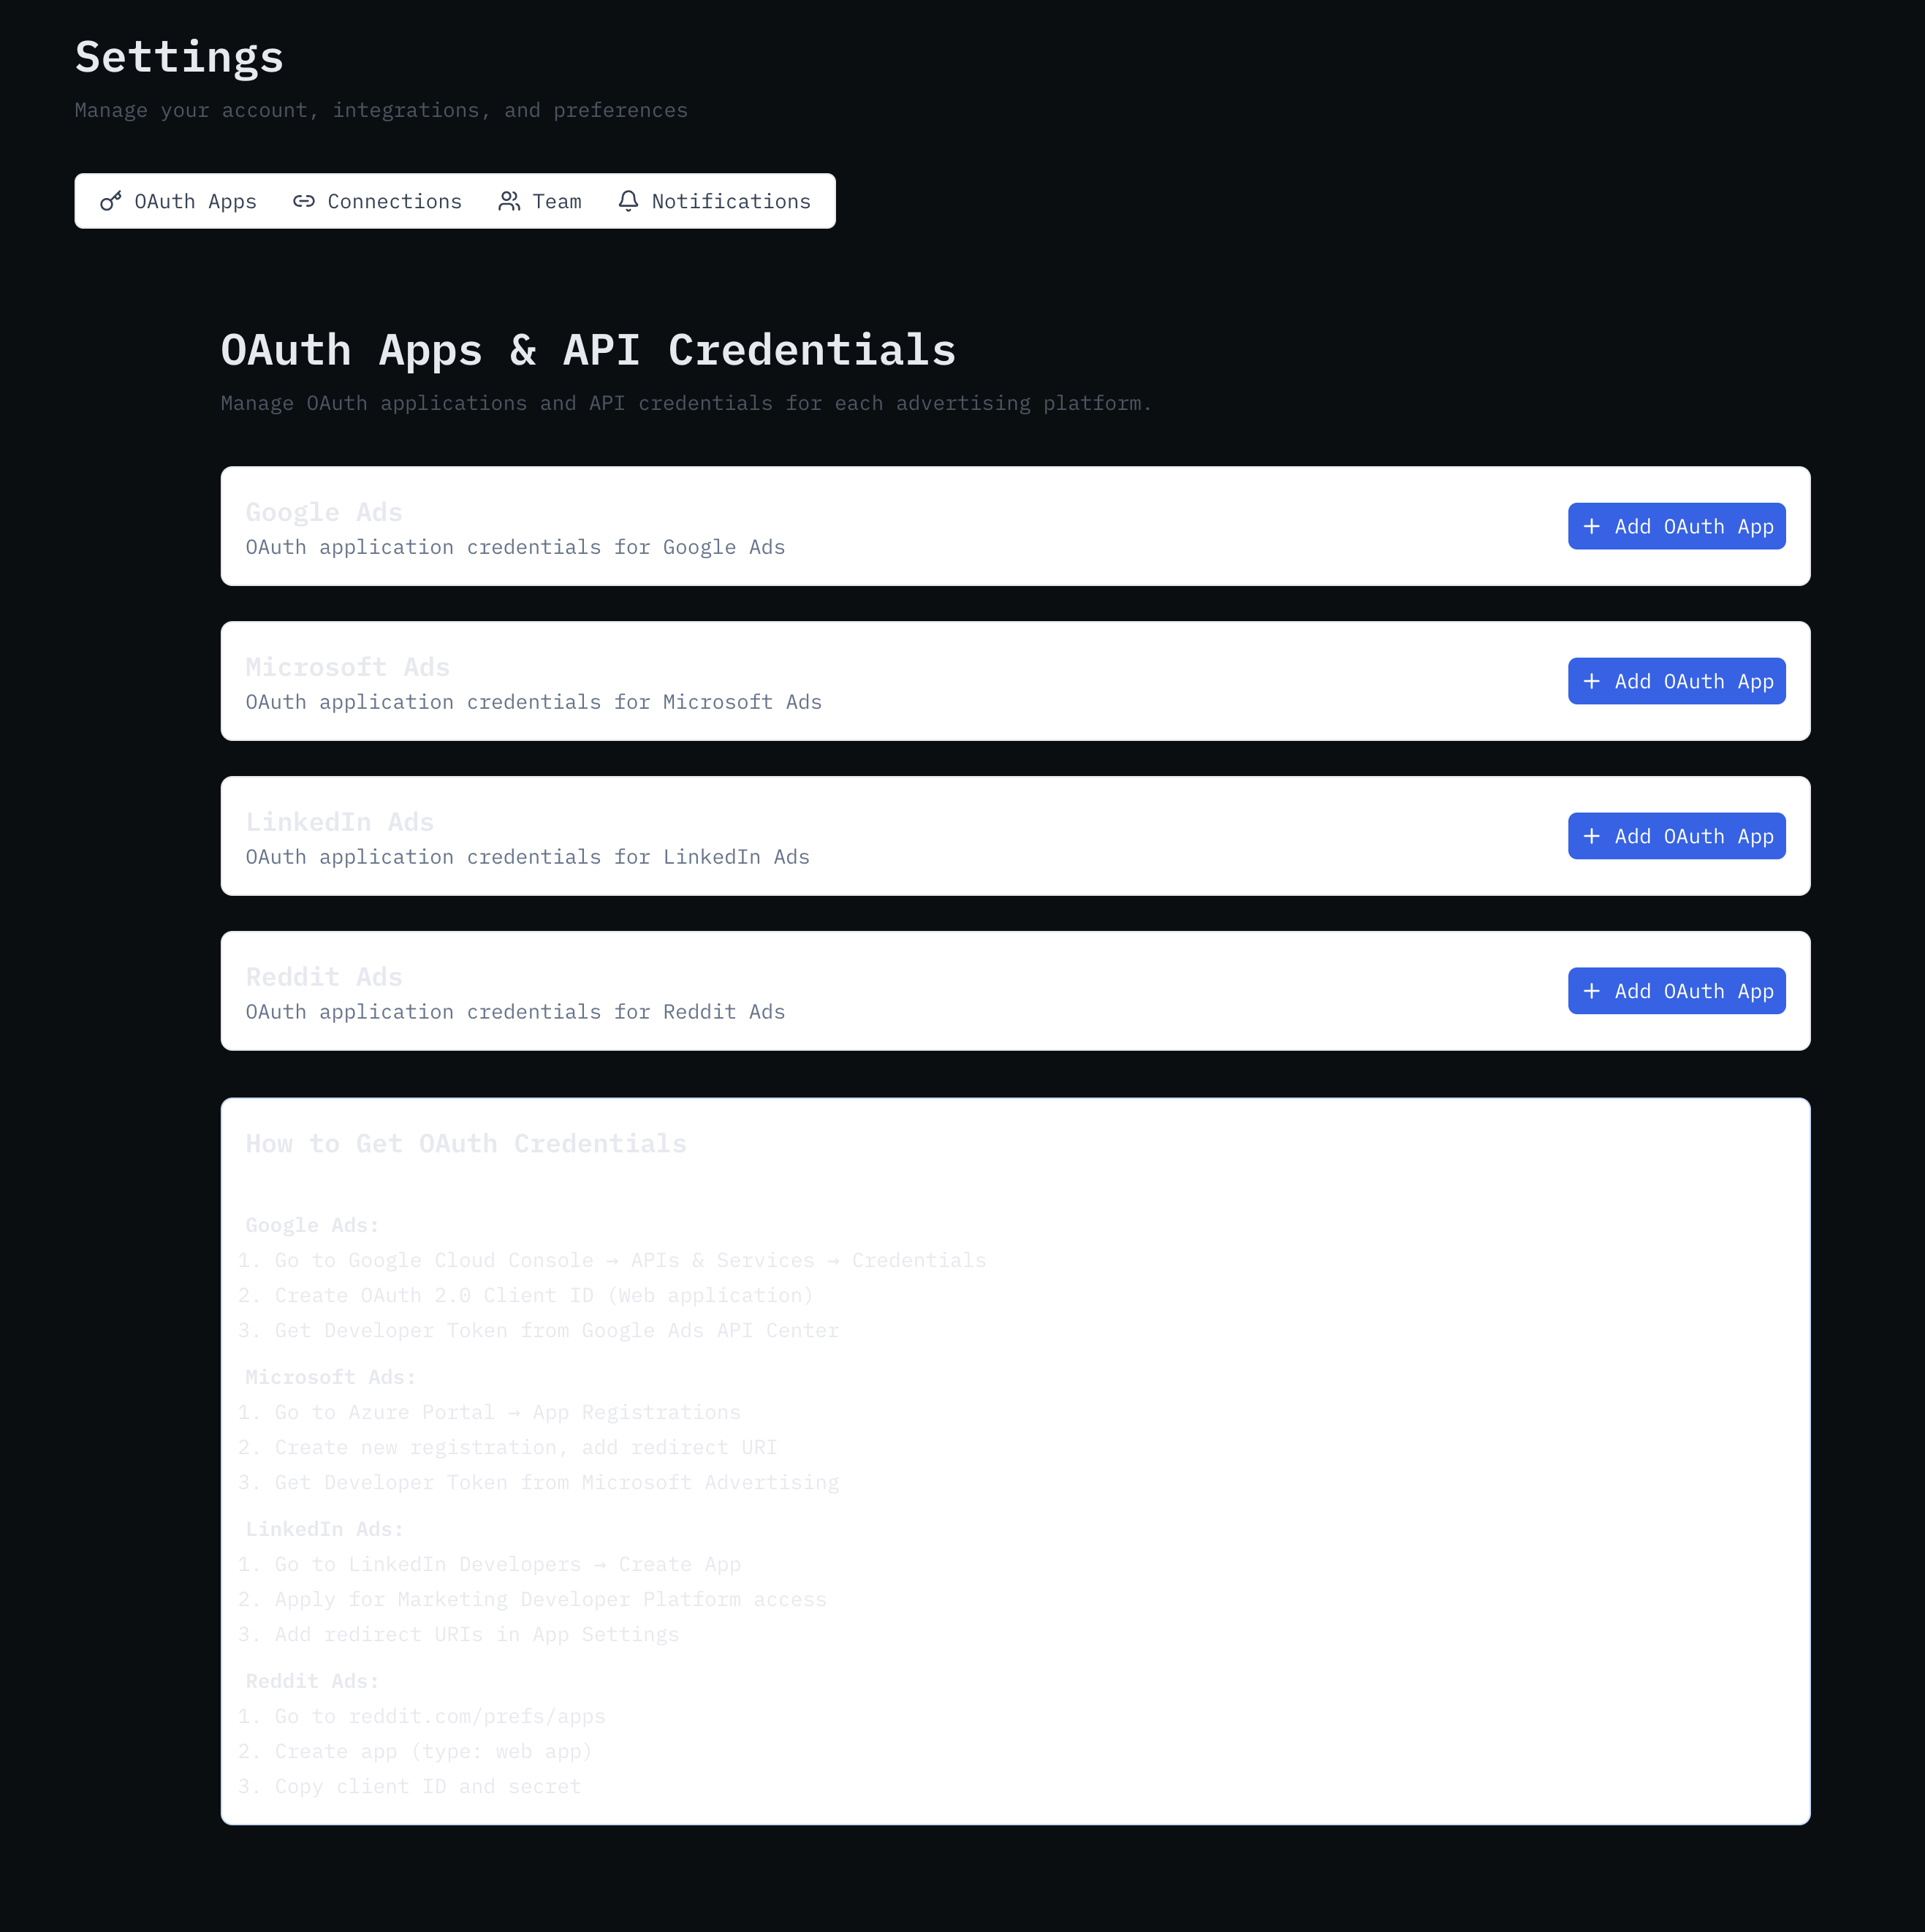 Settings
Manage your account, integrations, and preferences
OAuth Apps Connections Team Notifications
OAuth Apps & API Credentials
Manage OAuth applications and API credentials for each advertising platform.
Google Ads
OAuth application credentials for Google Ads
+ Add OAuth App
Microsoft Ads
OAuth application credentials for Microsoft Ads
+ Add OAuth App
LinkedIn Ads
OAuth application credentials for LinkedIn Ads
+ Add OAuth App
Reddit Ads
OAuth application credentials for Reddit Ads
+ Add OAuth App
How to Get OAuth Credentials
Google Ads:
1. Go to Google Cloud Console → APIs & Services → Credentials
2. Create OAuth 2.0 Client ID (Web application)
3. Get Developer Token from Google Ads API Center
Microsoft Ads:
1. Go to Azure Portal → App Registrations
2. Create new registration, add redirect URI
3. Get Developer Token from Microsoft Advertising
LinkedIn Ads:
1. Go to LinkedIn Developers → Create App
2. Apply for Marketing Developer Platform access
3. Add redirect URIs in App Settings
Reddit Ads:
1. Go to reddit.com/prefs/apps
2. Create app (type: web app)
3. Copy client ID and secret